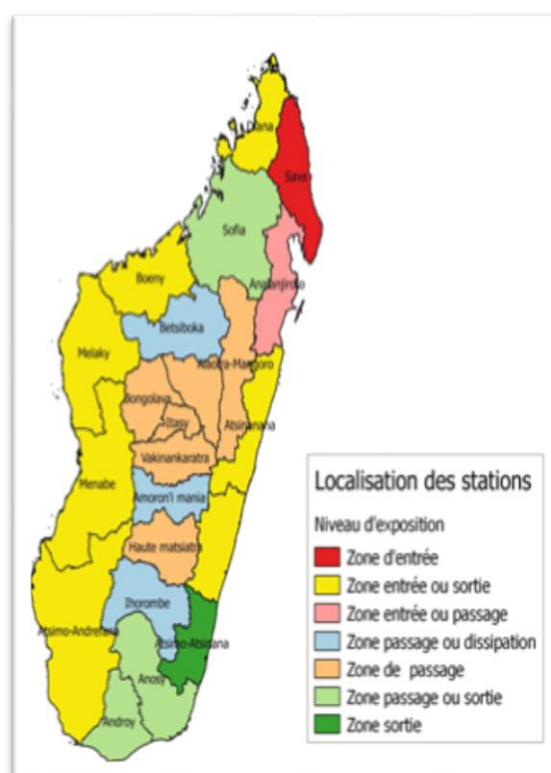 Diana
Sava
Sofia
Analanjirofo
Boeny
Betsiboka
Melaky
Alaotra-Mangoro
Bongolava
Itasy
Atsinanana
Vakinankaratra
Menabe
Amoron'i mania
Haute matsiatra
Ihorombe
Atsimo-Andrefana
Atsimo-Atsinana
Anosy
Androy
Localisation des stations
Niveau d'exposition
Zone d'entrée
Zone entrée ou sortie
Zone entrée ou passage
Zone passage ou dissipation
Zone de passage
Zone passage ou sortie
Zone sortie